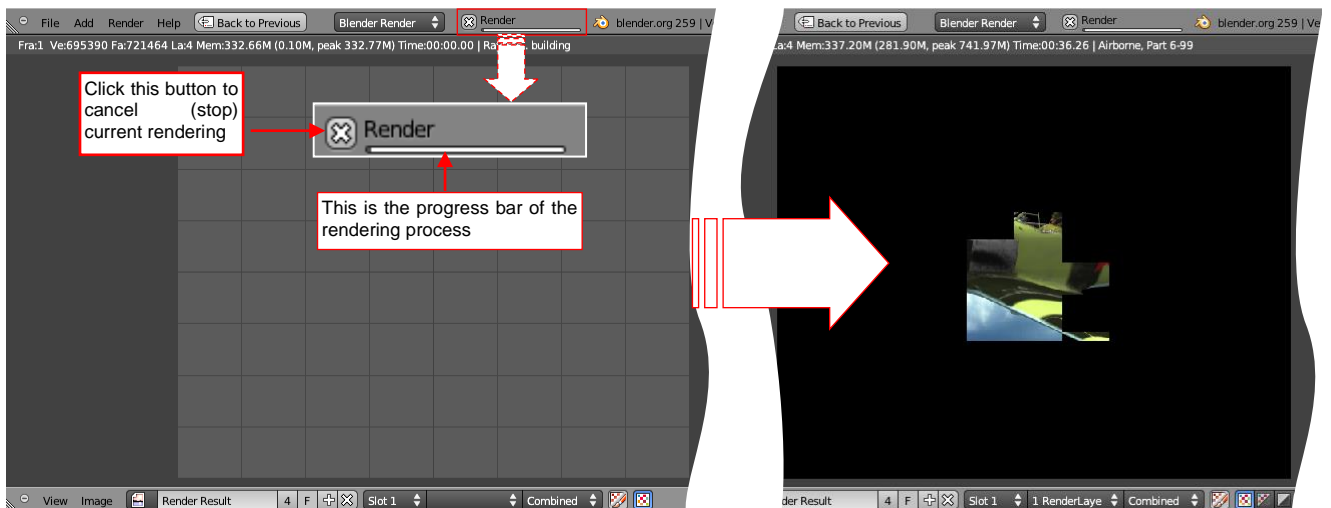 File Add Render Help Back to Previous Blender Render Render blender.org 259 | V
Fra:1 Ve:695390 Fa:721464 La:4 Mem:332.66M (0.10M, peak 332.77M) Time:00:00.00 | Ra building
Click this button to
cancel (stop)
current rendering
Render
This is the progress bar of the
rendering process
View Image Render Result 4 F Slot 1 Combined
Back to Previous Blender Render Render blender.org 259 | Ve
La:4 Mem:337.20M (281.90M, peak 741.97M) Time:00:36.26 | Airborne, Part 6-99
der Result 4 F Slot 1 1 RenderLaye Combined